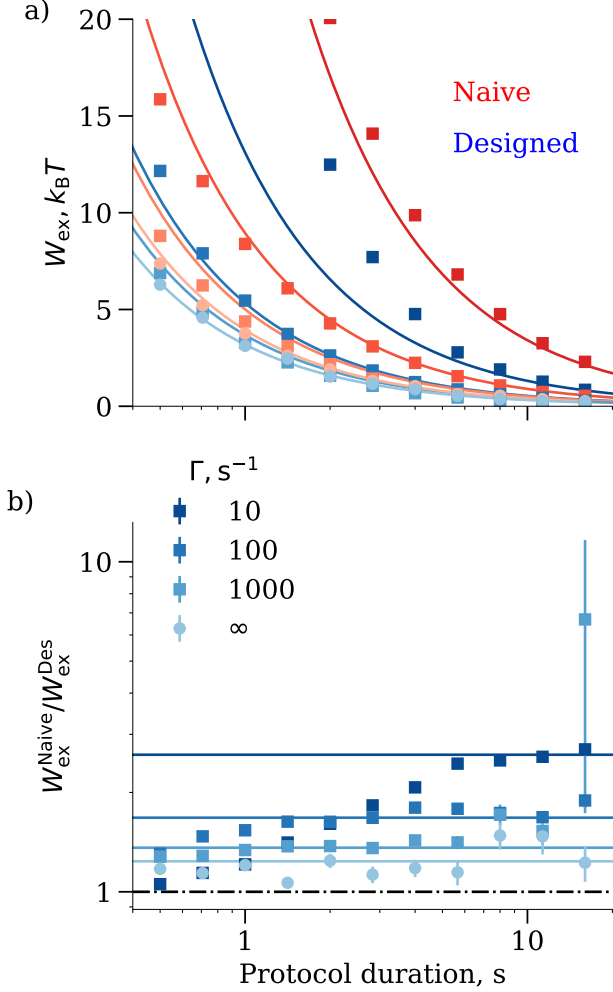 a)
20
15
10
5
0
W_ex, k_BT
Naive
Designed
b)
Γ, s⁻¹
10
100
1000
∞
10
1
W_ex^Naive/W_ex^Des
1
10
Protocol duration, s